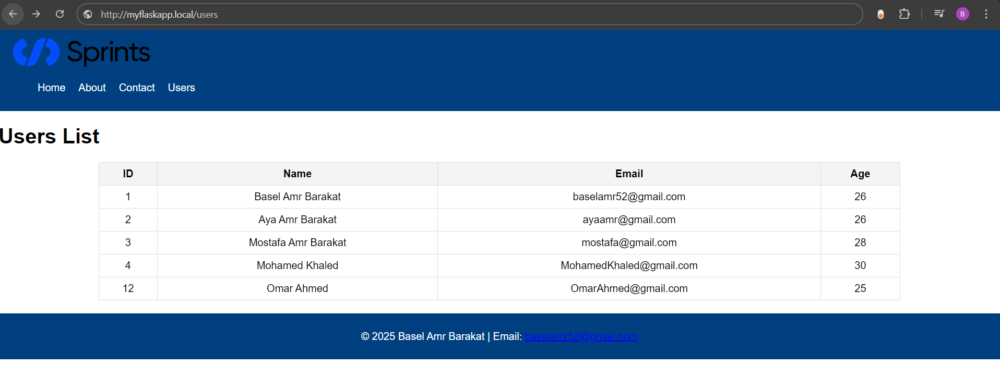 http://myflaskapp.local/users
B
Sprints
Home About Contact Users
Users List
ID Name Email Age
1 Basel Amr Barakat baselamr52@gmail.com 26
2 Aya Amr Barakat ayaamr@gmail.com 26
3 Mostafa Amr Barakat mostafa@gmail.com 28
4 Mohamed Khaled MohamedKhaled@gmail.com 30
12 Omar Ahmed OmarAhmed@gmail.com 25
© 2025 Basel Amr Barakat | Email: baselamr52@gmail.com